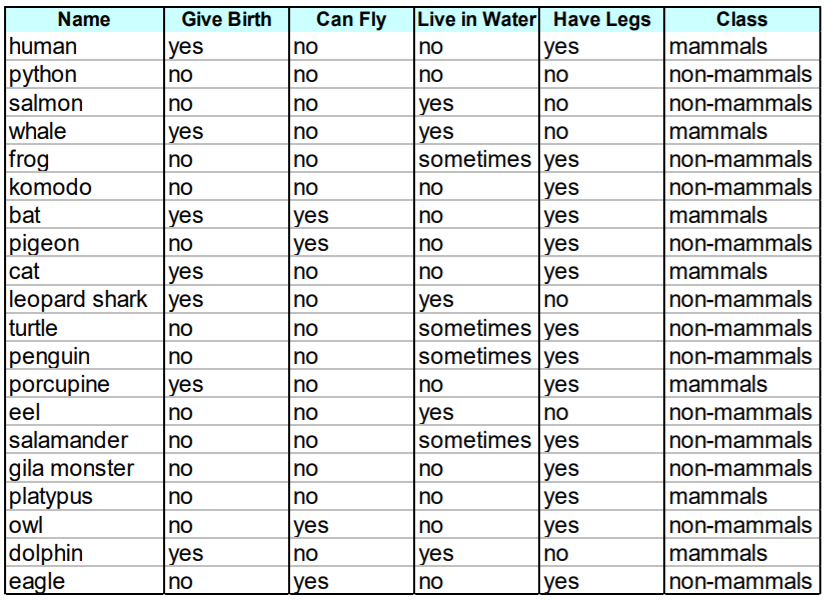 Name Give Birth Can Fly Live in Water Have Legs Class
human yes no no yes mammals
python no no no no non-mammals
salmon no no yes no non-mammals
whale yes no yes no mammals
frog no no sometimes yes non-mammals
komodo no no no yes non-mammals
bat yes yes no yes mammals
pigeon no yes no yes non-mammals
cat yes no no yes mammals
leopard shark yes no yes no non-mammals
turtle no no sometimes yes non-mammals
penguin no no sometimes yes non-mammals
porcupine yes no no yes mammals
eel no no yes no non-mammals
salamander no no sometimes yes non-mammals
gila monster no no no yes non-mammals
platypus no no no yes mammals
owl no yes no yes non-mammals
dolphin yes no yes no mammals
eagle no yes no yes non-mammals